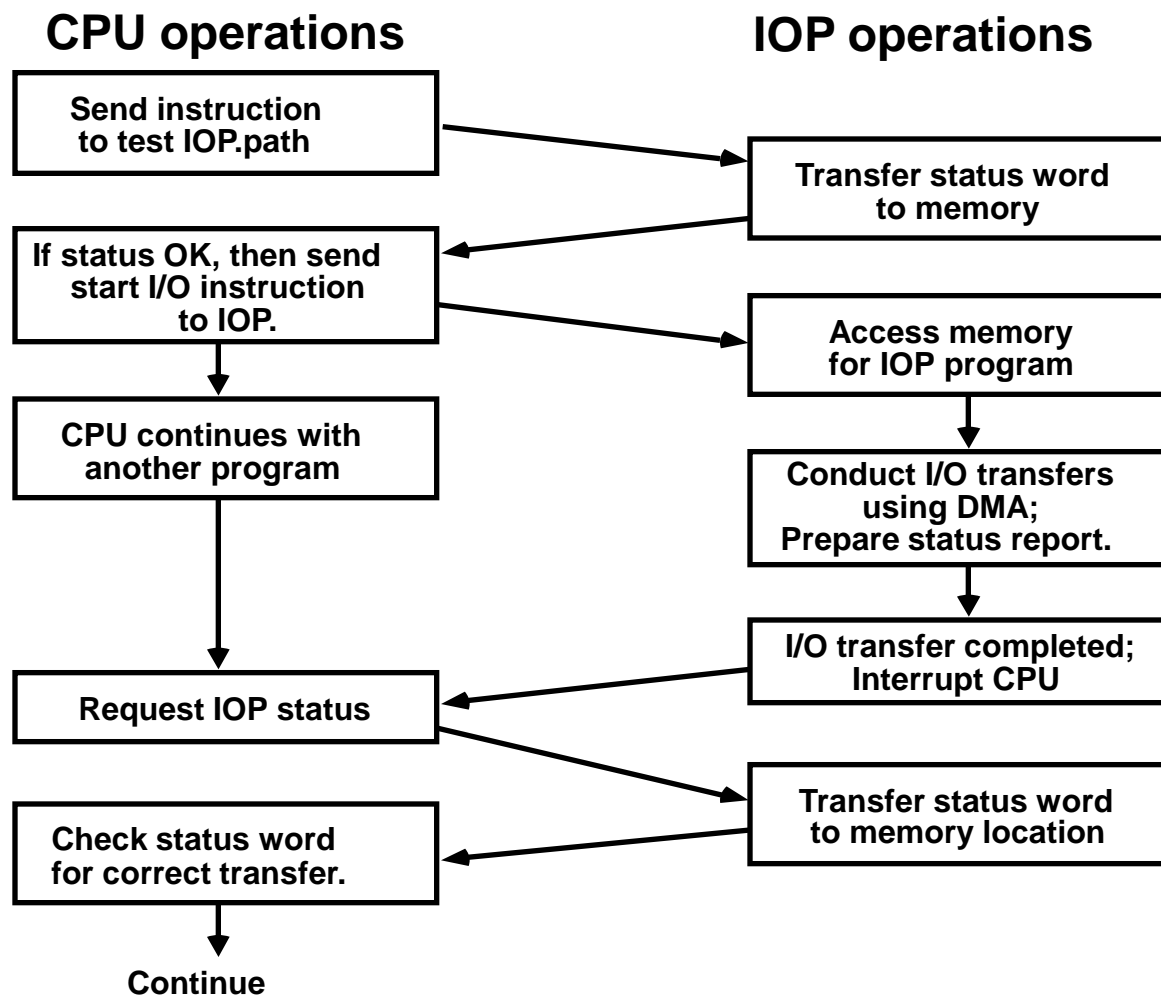 CPU operations
IOP operations
Send instruction
to test IOP.path
Transfer status word
to memory
If status OK, then send
start I/O instruction
to IOP.
Access memory
for IOP program
CPU continues with
another program
Conduct I/O transfers
using DMA;
Prepare status report.
I/O transfer completed;
Interrupt CPU
Request IOP status
Transfer status word
to memory location
Check status word
for correct transfer.
Continue